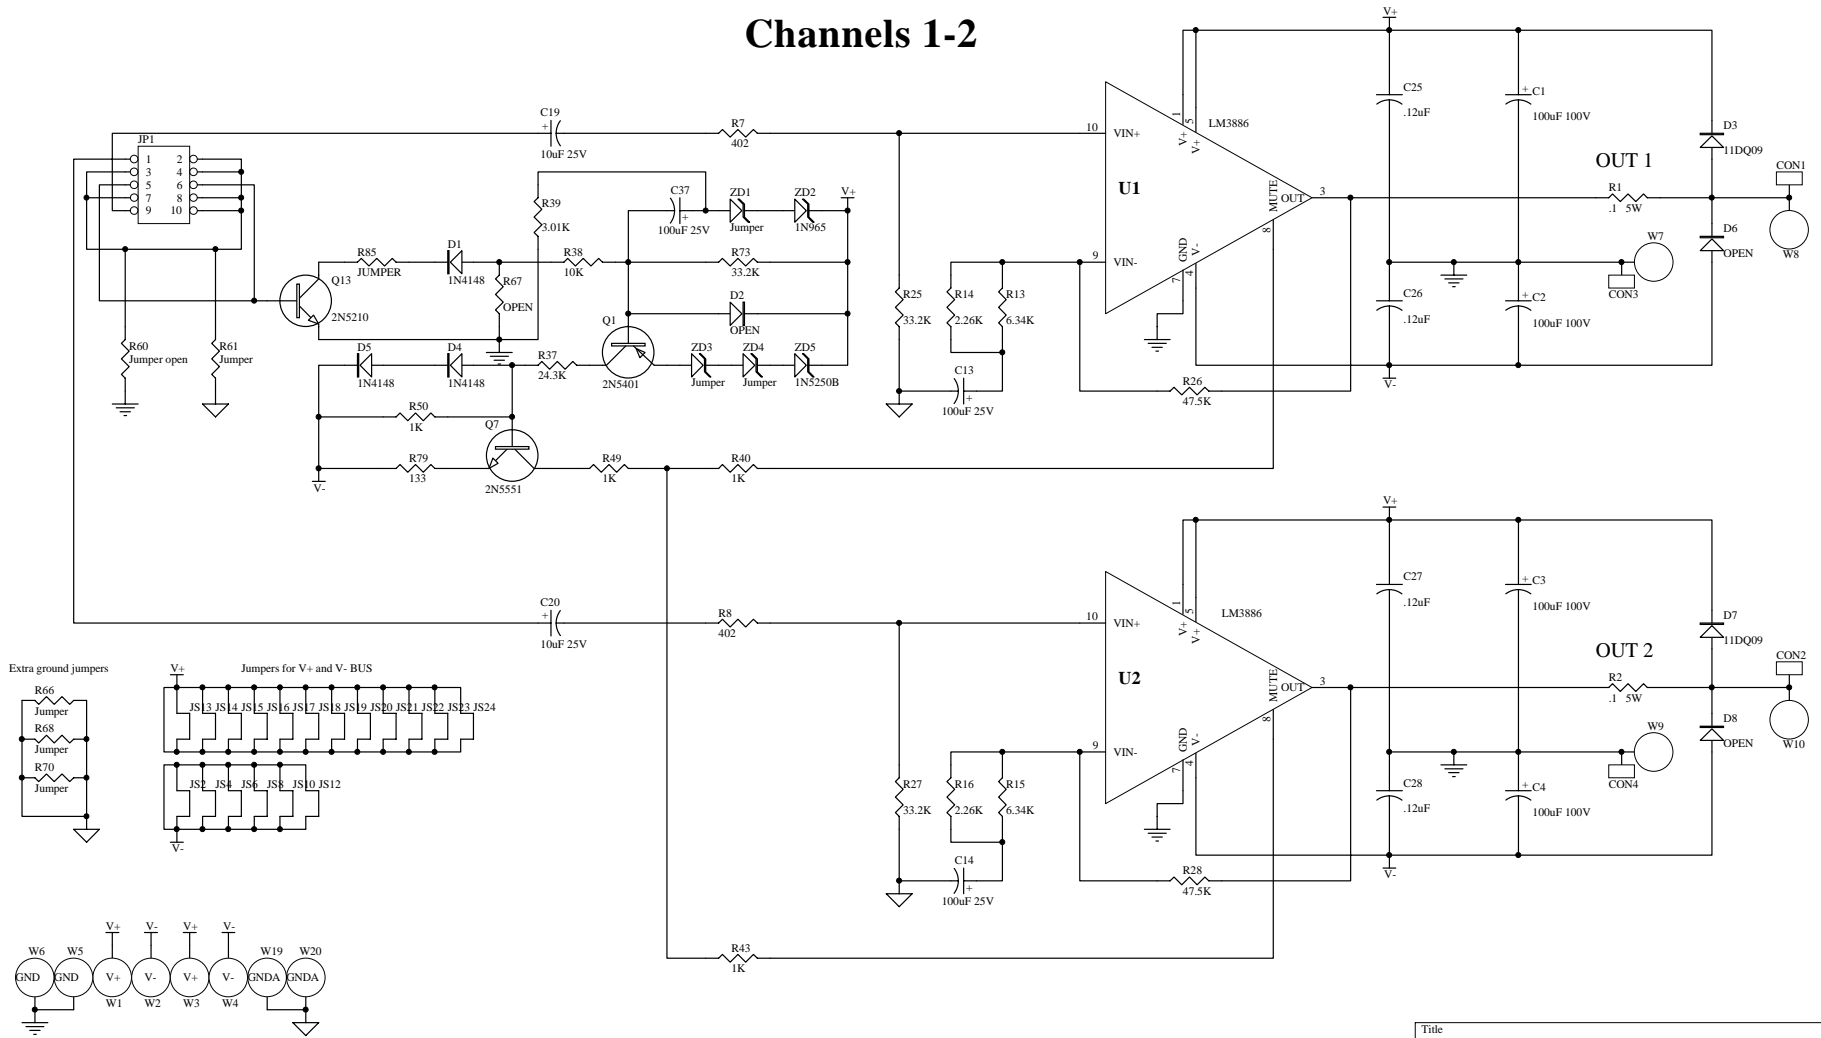 Channels 1-2
V+
C25
.12uF
+ C1
100uF 100V
D3
11DQ09
C19
+
10uF 25V
R7
402
10
VIN+
1
V+
5
V+
LM3886
U1
MUTE
OUT
3
8
OUT 1
R1
.1 5W
CON1
W8
JP1
1 2
3 4
5 6
7 8
9 10
R39
3.01K
C37
+
100uF 25V
ZD1
Jumper
ZD2
1N965
V+
R85
JUMPER
D1
1N4148
R38
10K
R73
33.2K
R67
OPEN
Q13
2N5210
D2
OPEN
Q1
2N5401
9
VIN-
GND
7
V-
4
W7
CON3
D6
OPEN
R25
33.2K
R14
2.26K
R13
6.34K
C26
.12uF
+ C2
100uF 100V
R60
Jumper open
R61
Jumper
D5
1N4148
D4
1N4148
R37
24.3K
ZD3
Jumper
ZD4
Jumper
ZD5
1N5250B
C13
+
100uF 25V
R26
47.5K
V-
R50
1K
Q7
2N5551
R79
133
V-
R49
1K
R40
1K
V+
C27
.12uF
+ C3
100uF 100V
D7
11DQ09
C20
+
10uF 25V
R8
402
10
VIN+
1
V+
5
V+
LM3886
U2
MUTE
OUT
3
8
OUT 2
R2
.1 5W
CON2
W10
9
VIN-
GND
7
V-
4
W9
CON4
D8
OPEN
R27
33.2K
R16
2.26K
R15
6.34K
C28
.12uF
+ C4
100uF 100V
C14
+
100uF 25V
R28
47.5K
V-
R43
1K
Extra ground jumpers
R66
Jumper
R68
Jumper
R70
Jumper
V+
Jumpers for V+ and V- BUS
JS13 JS14 JS15 JS16 JS17 JS18 JS19 JS20 JS21 JS22 JS23 JS24
JS2 JS4 JS6 JS8 JS10 JS12
V-
V+ V- V+ V-
W6 W5 W19 W20
GND GND V+ V- V+ V- GNDA GNDA
W1 W2 W3 W4
Title